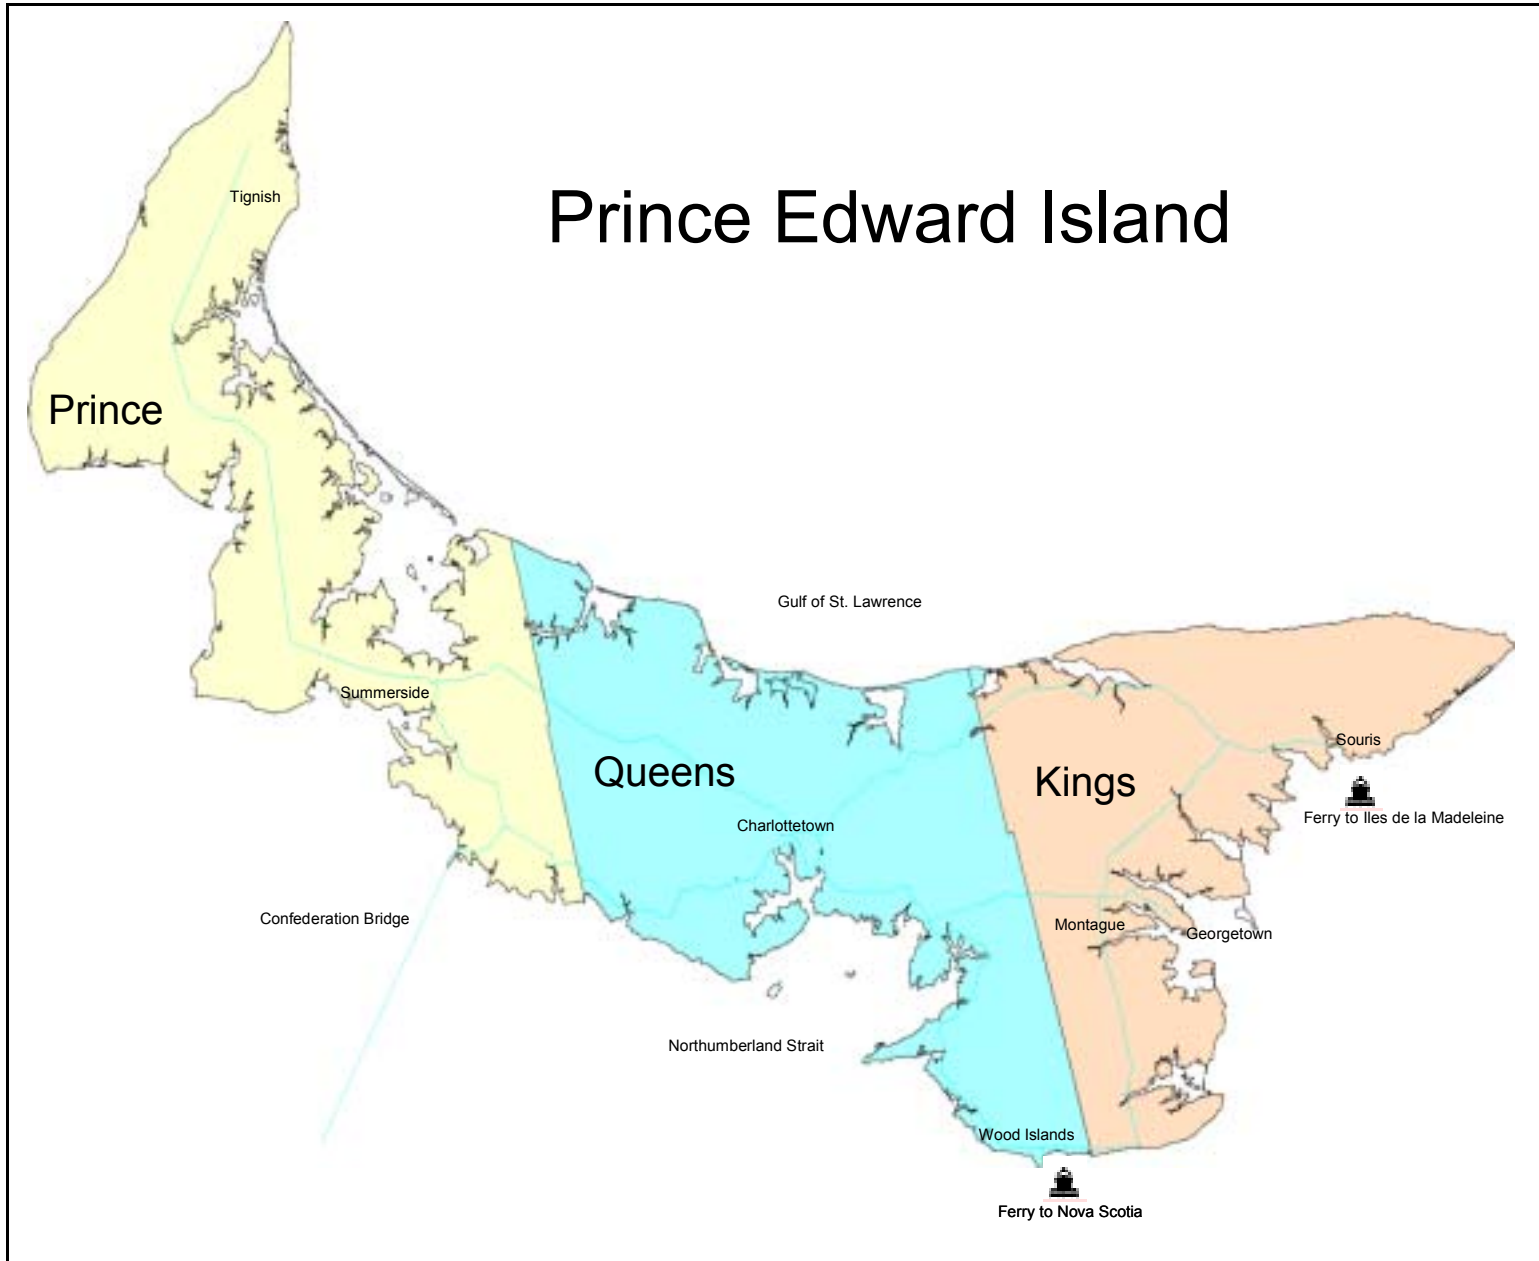 Prince Edward Island
Tignish
Prince
Gulf of St. Lawrence
Summerside
Souris
Queens
Kings
Ferry to Iles de la Madeleine
Charlottetown
Confederation Bridge
Montague
Georgetown
Northumberland Strait
Wood Islands
Ferry to Nova Scotia